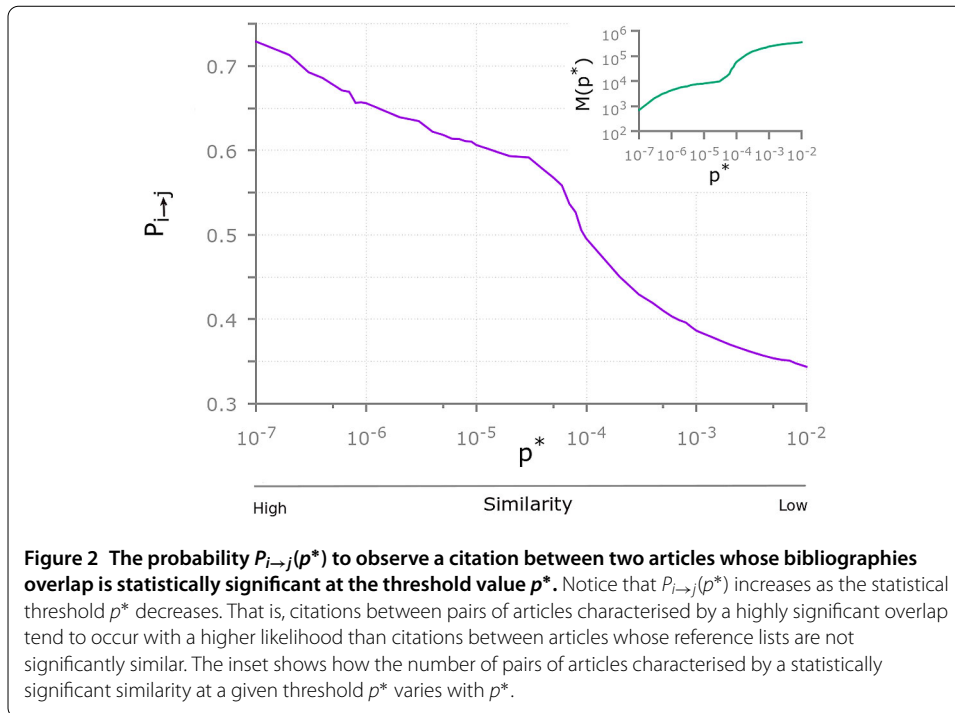 0.7
0.6
0.5
0.4
0.3
P i→j
10^-7 10^-6 10^-5 10^-4 10^-3 10^-2
p*
High Similarity Low
10^6
10^5
10^4
10^3
10^2
M(p*)
10^-7 10^-6 10^-5 10^-4 10^-3 10^-2
p*
Figure 2 The probability P_i→j(p*) to observe a citation between two articles whose bibliographies
overlap is statistically significant at the threshold value p*. Notice that P_i→j(p*) increases as the statistical
threshold p* decreases. That is, citations between pairs of articles characterised by a highly significant overlap
tend to occur with a higher likelihood than citations between articles whose reference lists are not
significantly similar. The inset shows how the number of pairs of articles characterised by a statistically
significant similarity at a given threshold p* varies with p*.